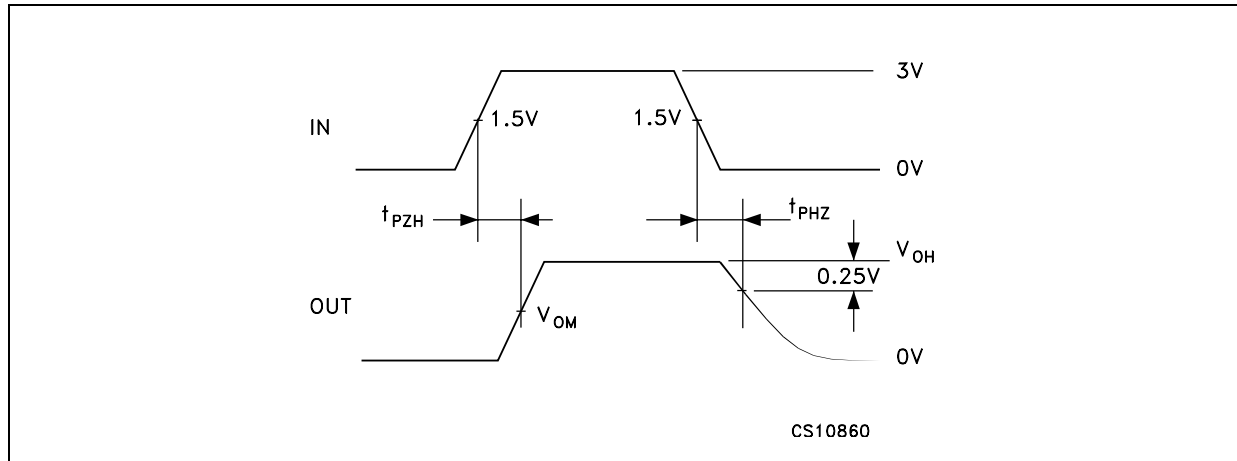 3V
IN
1.5V
1.5V
0V
tPZH
tPHZ
VOH
0.25V
OUT
VOM
0V
CS10860